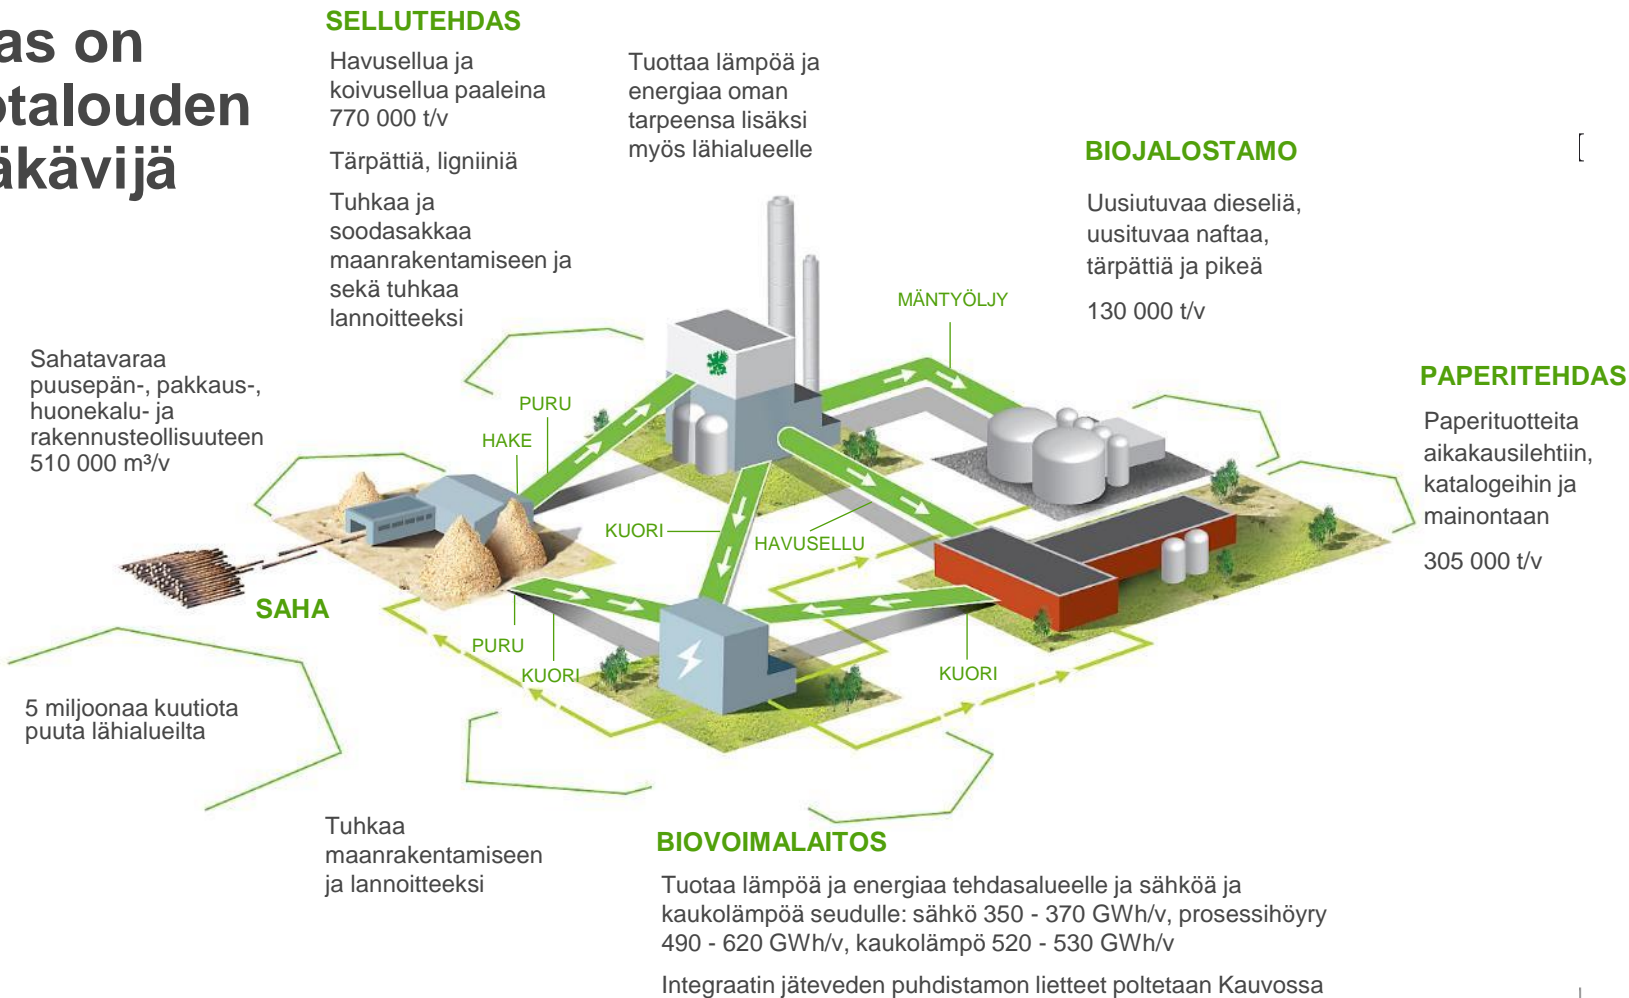 as on
otalouden
äkävijä
SELLUTEHDAS
Havusellua ja
koivusellua paaleina
770 000 t/v
Tärpättiä, ligniiniä
Tuhkaa ja
soodasakkaa
maanrakentamiseen ja
sekä tuhkaa
lannoitteeksi
Tuottaa lämpöä ja
energiaa oman
tarpeensa lisäksi
myös lähialueelle
BIOJALOSTAMO
Uusiutuvaa dieseliä,
uusituvaa naftaa,
tärpättiä ja pikeä
130 000 t/v
MÄNTYÖLJY
PAPERITEHDAS
Paperituotteita
aikakausilehtiin,
katalogeihin ja
mainontaan
305 000 t/v
Sahatavaraa
puusepän-, pakkaus-,
huonekalu- ja
rakennusteollisuuteen
510 000 m³/v
PURU
HAKE
KUORI
HAVUSELLU
SAHA
PURU
KUORI
KUORI
5 miljoonaa kuutiota
puuta lähialueilta
Tuhkaa
maanrakentamiseen
ja lannoitteeksi
BIOVOIMALAITOS
Tuotaa lämpöä ja energiaa tehdasalueelle ja sähköä ja
kaukolämpöä seudulle: sähkö 350 - 370 GWh/v, prosessihöyry
490 - 620 GWh/v, kaukolämpö 520 - 530 GWh/v
Integraatin jäteveden puhdistamon lietteet poltetaan Kauvossa